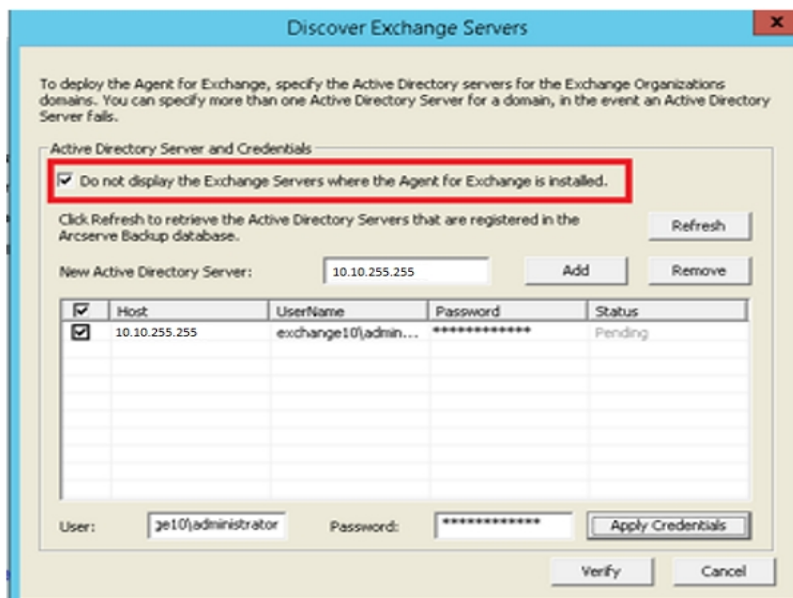 Discover Exchange Servers
x
To deploy the Agent for Exchange, specify the Active Directory servers for the Exchange Organizations
domains. You can specify more than one Active Directory Server for a domain, in the event an Active Directory
Server fails.
Active Directory Server and Credentials
Do not display the Exchange Servers where the Agent for Exchange is installed.
Click Refresh to retrieve the Active Directory Servers that are registered in the
Arcserve Backup database.
Refresh
New Active Directory Server: 10.10.255.255 Add Remove
Host UserName Password Status
10.10.255.255 exchange10\admin... ************ Pending
User: ge10\administrator Password: ************ Apply Credentials
Verify Cancel